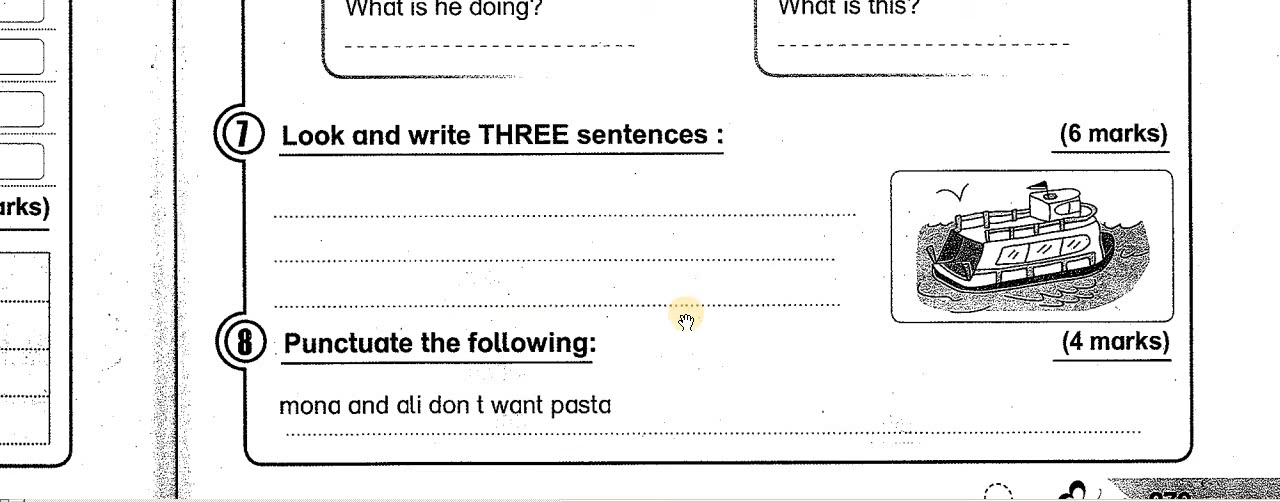 What is he doing?
What is this?
7 Look and write THREE sentences :
(6 marks)
arks)
8 Punctuate the following:
(4 marks)
mona and ali don t want pasta